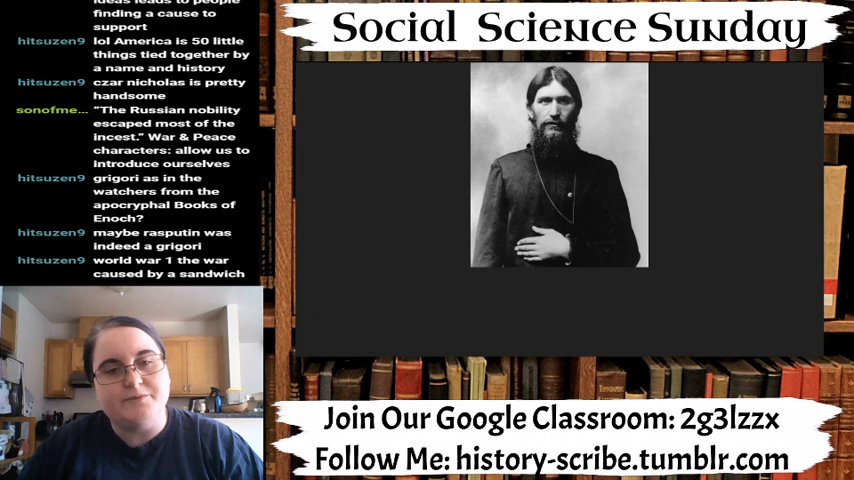 ideas leads to people
finding a cause to
support
hitsuzen9 lol America is 50 little
things tied together by
a name and history
hitsuzen9 czar nicholas is pretty
handsome
sonofme... "The Russian nobility
escaped most of the
incest." War & Peace
characters: allow us to
introduce ourselves
hitsuzen9 grigori as in the
watchers from the
apocryphal Books of
Enoch?
hitsuzen9 maybe rasputin was
indeed a grigori
hitsuzen9 world war 1 the war
caused by a sandwich
Social Science Sunday
Join Our Google Classroom: 2g3lzzx
Follow Me: history-scribe.tumblr.com